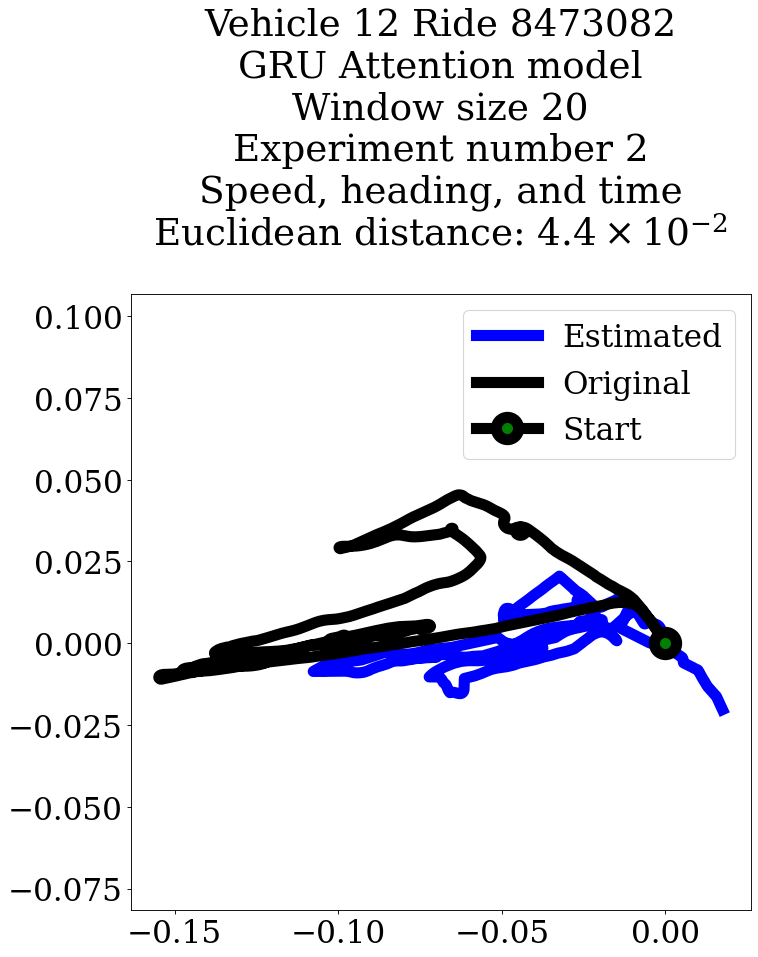 Vehicle 12 Ride 8473082
GRU Attention model
Window size 20
Experiment number 2
Speed, heading, and time
Euclidean distance: 4.4 × 10⁻²
Estimated
Original
Start
0.100
0.075
0.050
0.025
0.000
−0.025
−0.050
−0.075
−0.15
−0.10
−0.05
0.00